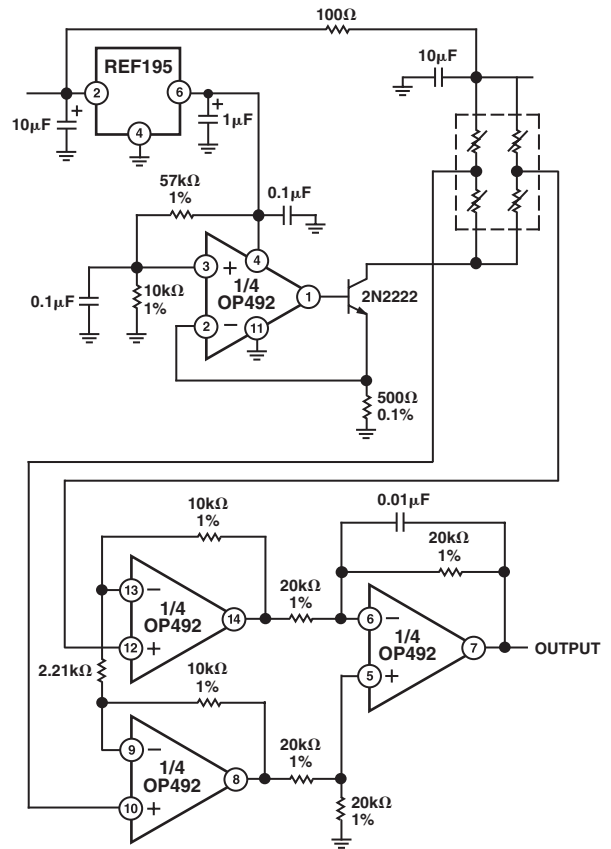 100Ω
REF195
2
6
4
+
10μF
+
1μF
10μF
57kΩ
1%
0.1μF
0.1μF
10kΩ
1%
3
+
4
1/4
OP492
1
2
−
11
2N2222
500Ω
0.1%
10kΩ
1%
13
−
1/4
OP492
14
12
+
2.21kΩ
10kΩ
1%
9
−
1/4
OP492
8
10
+
20kΩ
1%
20kΩ
1%
20kΩ
1%
0.01μF
20kΩ
1%
6
−
1/4
OP492
7
5
+
OUTPUT